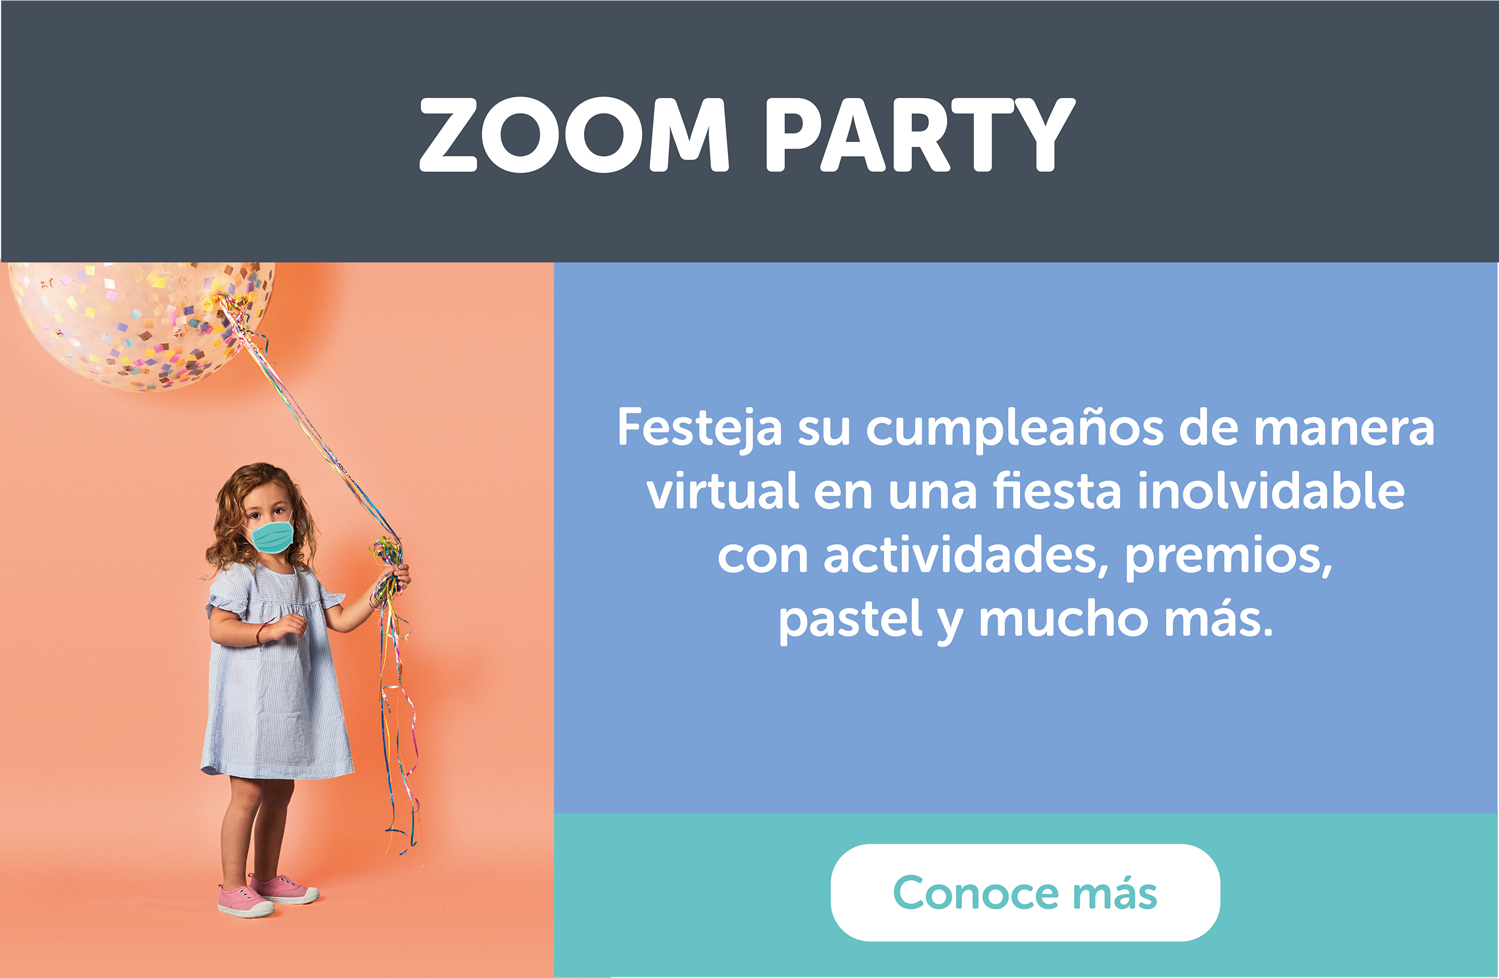 ZOOM PARTY
Festeja su cumpleaños de manera
virtual en una fiesta inolvidable
con actividades, premios,
pastel y mucho más.
Conoce más